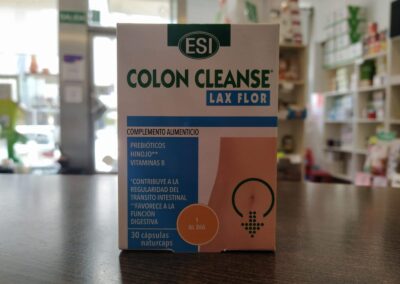 ESI
COLON CLEANSE
LAX FLOR
COMPLEMENTO ALIMENTICIO
PREBIÓTICOS
HINOJO**
VITAMINAS B
*CONTRIBUYE A LA
REGULARIDAD DEL
TRÁNSITO INTESTINAL
**FAVORECE A LA
FUNCIÓN
DIGESTIVA
1
AL DÍA
30 cápsulas
naturcaps